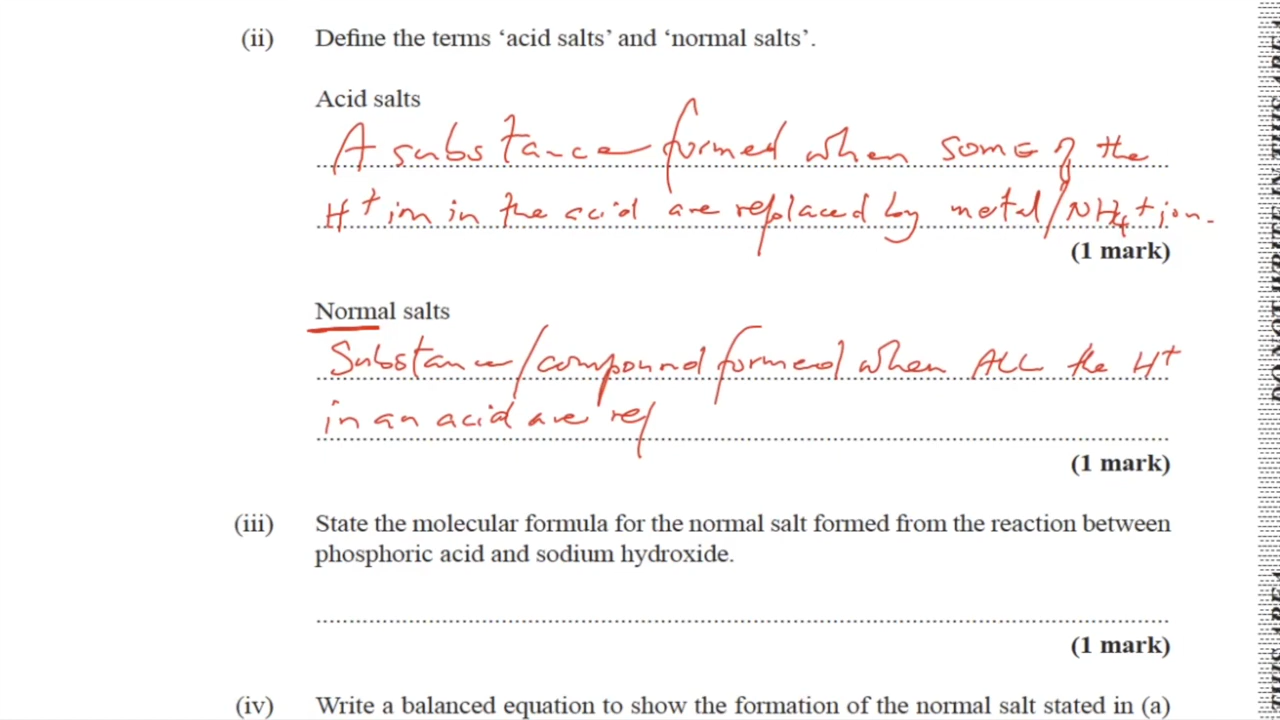 (ii) Define the terms ‘acid salts’ and ‘normal salts’.
Acid salts
A substance formed when some of the
H+ ion in the acid are replaced by metal/NH4+ ion.
(1 mark)
Normal salts
Substance/compound formed when ALL the H+
in an acid are rep
(1 mark)
(iii) State the molecular formula for the normal salt formed from the reaction between
phosphoric acid and sodium hydroxide.
(1 mark)
(iv) Write a balanced equation to show the formation of the normal salt stated in (a)